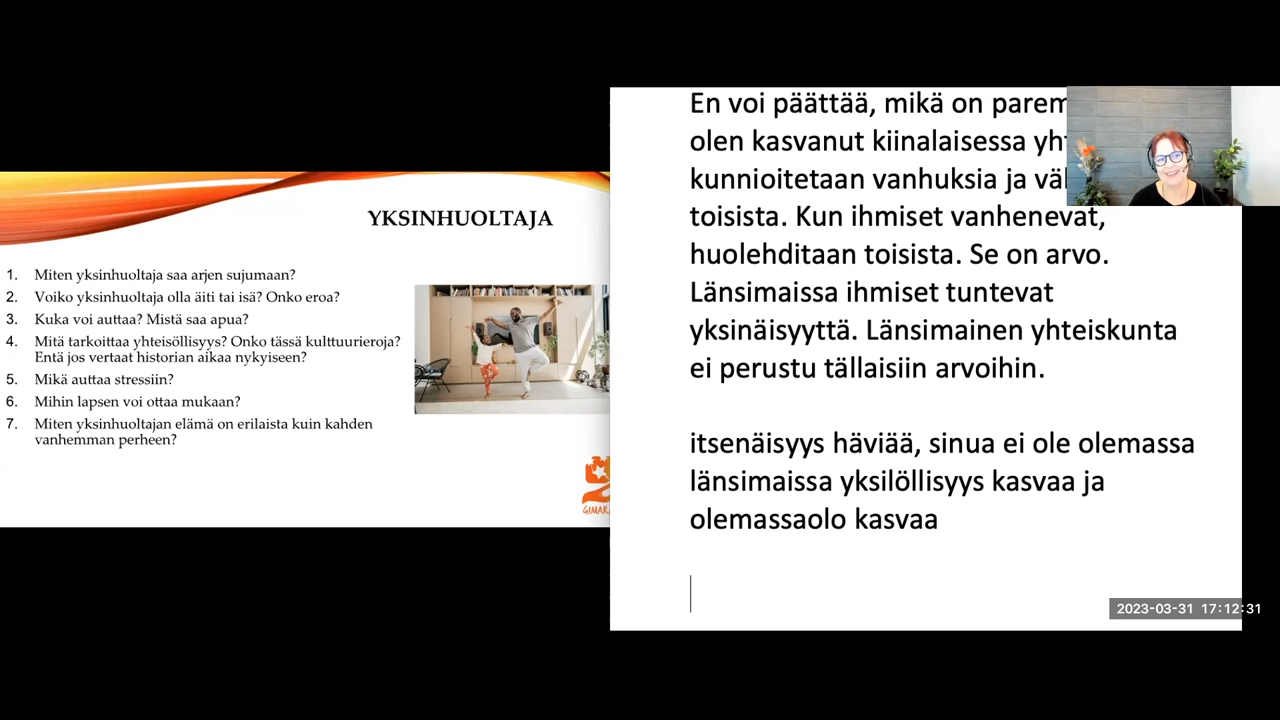 YKSINHUOLTAJA
1. Miten yksinhuoltaja saa arjen sujumaan?
2. Voiko yksinhuoltaja olla äiti tai isä? Onko eroa?
3. Kuka voi auttaa? Mistä saa apua?
4. Mitä tarkoittaa yhteisöllisyys? Onko tässä kulttuurieroja?
Entä jos vertaat historian aikaa nykyiseen?
5. Mikä auttaa stressiin?
6. Mihin lapsen voi ottaa mukaan?
7. Miten yksinhuoltajan elämä on erilaista kuin kahden
vanhemman perheen?
En voi päättää, mikä on
olen kasvanut kiinalaisessa
kunnioitetaan vanhuksia ja
toisista. Kun ihmiset vanhenevat,
huolehditaan toisista. Se on arvo.
Länsimaissa ihmiset tuntevat
yksinäisyyttä. Länsimainen yhteiskunta
ei perustu tällaisiin arvoihin.
itsenäisyys häviää, sinua ei ole olemassa
länsimaissa yksilöllisyys kasvaa ja
olemassaolo kasvaa
2023-03-31 17:12:31